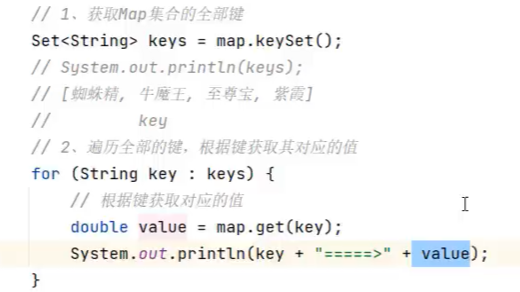 // 1、获取Map集合的全部键
Set<String> keys = map.keySet();
// System.out.println(keys);
// [蜘蛛精, 牛魔王, 至尊宝, 紫霞]
//         key
// 2、遍历全部的键，根据键获取其对应的值
for (String key : keys) {
    // 根据键获取对应的值
    double value = map.get(key);
    System.out.println(key + "=====>" + value);
}